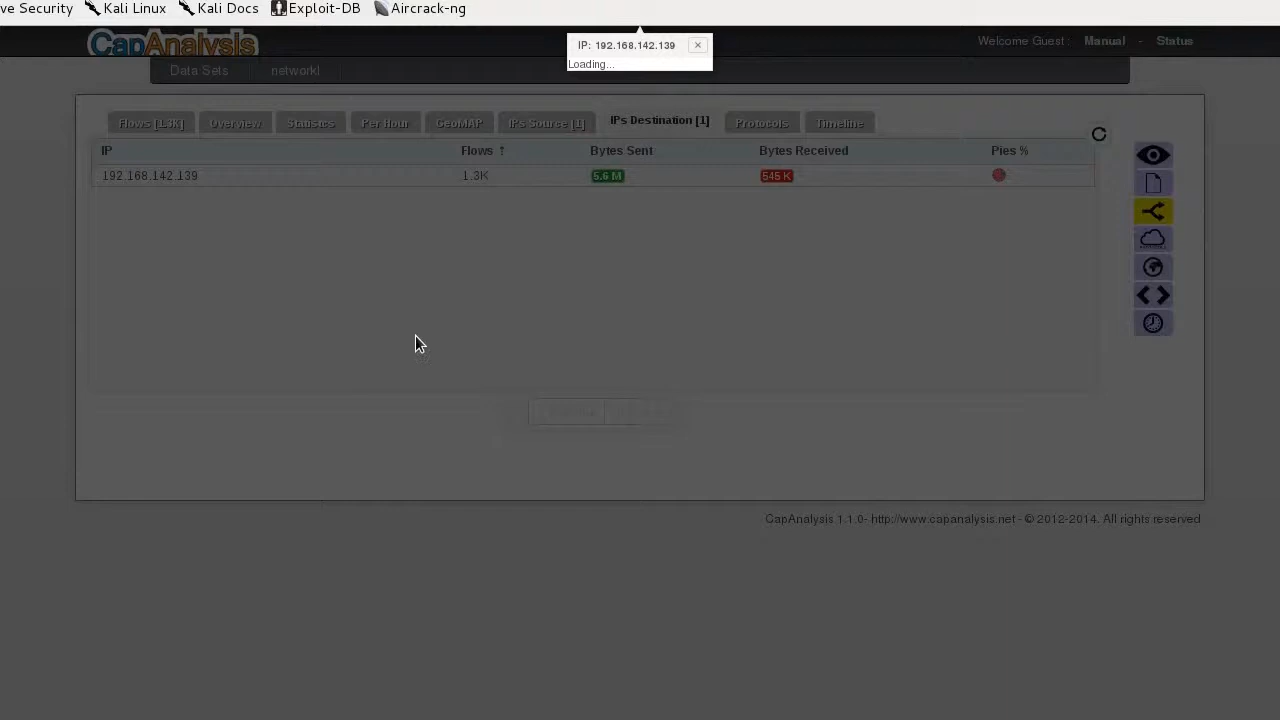 ve Security Kali Linux Kali Docs Exploit-DB Aircrack-ng
IP: 192.168.142.139 ×
Loading...
CapAnalysis
Welcome Guest Manual - Status
Data Sets network1
Flows [1.3K] Overview Statistics Per Hour GeoMAP IPs Source [1] IPs Destination [1] Protocols Timeline
IP Flows ↑ Bytes Sent Bytes Received Pies %
192.168.142.139 1.3K 5.6 M 545 K
CapAnalysis 1.1.0- http://www.capanalysis.net - © 2012-2014. All rights reserved